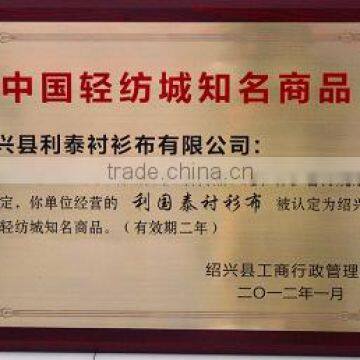 中国轻纺城知名商品
兴县利泰衬衫布有限公司：
trade.china.cn
定，你单位经营的 利国泰衬衫布 被认定为绍兴
轻纺城知名商品。（有效期二年）
绍兴县工商行政管理
二〇一二年一月